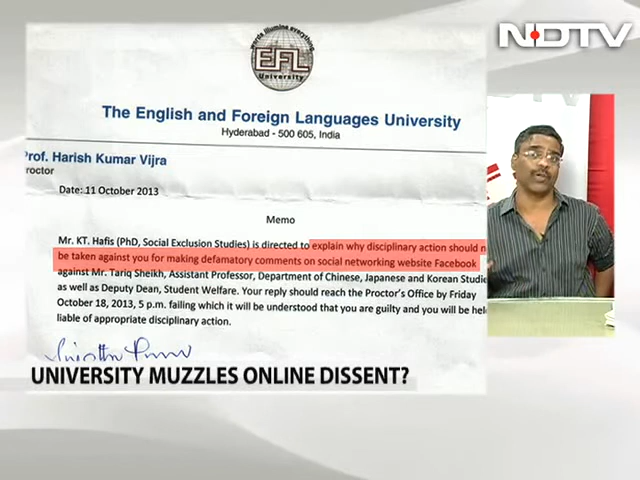 NDTV
EFL
University
The English and Foreign Languages University
Hyderabad - 500 605, India
Prof. Harish Kumar Vijra
Proctor
Date: 11 October 2013
Memo
Mr. KT. Hafis (PhD, Social Exclusion Studies) is directed to explain why disciplinary action should n
be taken against you for making defamatory comments on social networking website Facebook
against Mr. Tariq Sheikh, Assistant Professor, Department of Chinese, Japanese and Korean Studie
as well as Deputy Dean, Student Welfare. Your reply should reach the Proctor's Office by Friday
October 18, 2013, 5 p.m. failing which it will be understood that you are guilty and you will be hel
liable of appropriate disciplinary action.
UNIVERSITY MUZZLES ONLINE DISSENT?